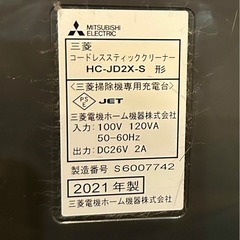 MITSUBISHI
ELECTRIC
三菱
コードレススティッククリーナー
HC-JD2X-S 形
<三菱掃除機専用充電台>
PSE JET
三菱電機ホーム機器株式会社
入力：100V 120VA
50-60Hz
出力：DC26V 2A
製造番号 S6007742
2021年製
三菱電機ホーム機器株式会社